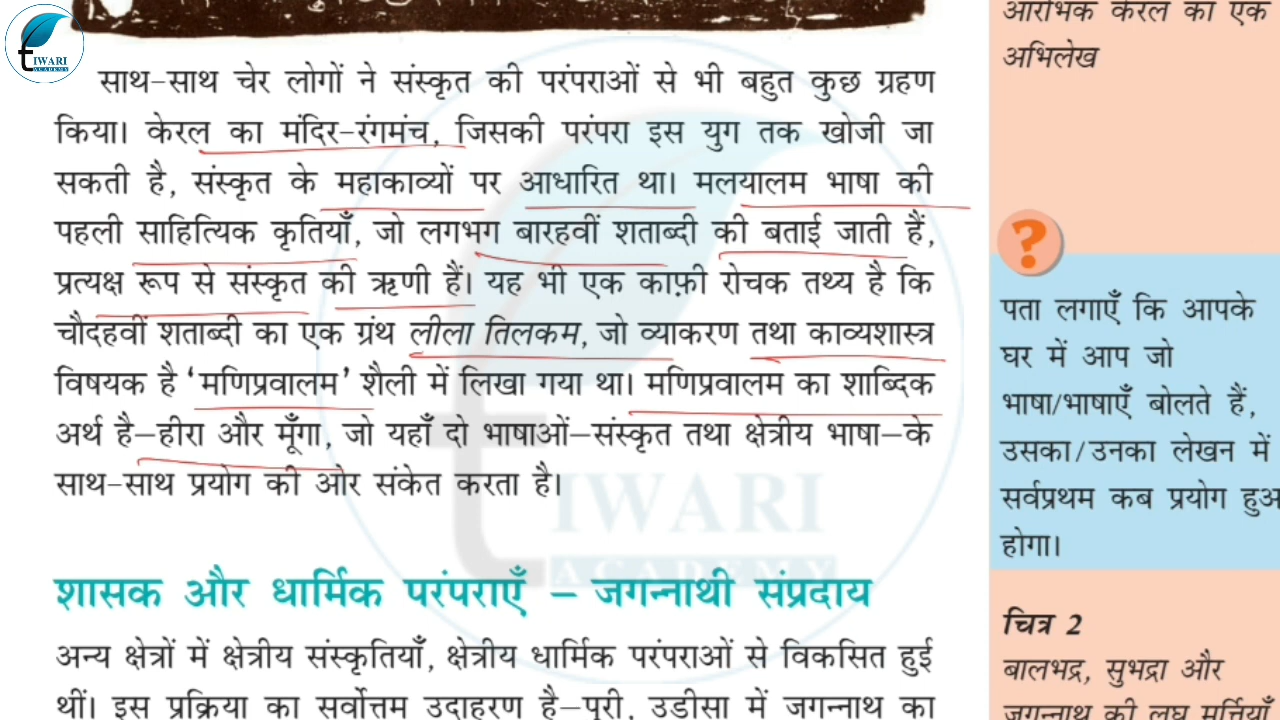 TIWARI
ACADEMY
साथ-साथ चेर लोगों ने संस्कृत की परंपराओं से भी बहुत कुछ ग्रहण
किया। केरल का मंदिर-रंगमंच, जिसकी परंपरा इस युग तक खोजी जा
सकती है, संस्कृत के महाकाव्यों पर आधारित था। मलयालम भाषा की
पहली साहित्यिक कृतियाँ, जो लगभग बारहवीं शताब्दी की बताई जाती हैं,
प्रत्यक्ष रूप से संस्कृत की ऋणी हैं। यह भी एक काफ़ी रोचक तथ्य है कि
चौदहवीं शताब्दी का एक ग्रंथ लीला तिलकम, जो व्याकरण तथा काव्यशास्त्र
विषयक है ‘मणिप्रवालम’ शैली में लिखा गया था। मणिप्रवालम का शाब्दिक
अर्थ है–हीरा और मूँगा, जो यहाँ दो भाषाओं–संस्कृत तथा क्षेत्रीय भाषा–के
साथ-साथ प्रयोग की ओर संकेत करता है।
TIWARI
ACADEMY
शासक और धार्मिक परंपराएँ – जगन्नाथी संप्रदाय
अन्य क्षेत्रों में क्षेत्रीय संस्कृतियाँ, क्षेत्रीय धार्मिक परंपराओं से विकसित हुई
थीं। इस प्रक्रिया का सर्वोत्तम उदाहरण है–पुरी, उड़ीसा में जगन्नाथ का
आरंभिक केरल का एक
अभिलेख
?
पता लगाएँ कि आपके
घर में आप जो
भाषा/भाषाएँ बोलते हैं,
उसका/उनका लेखन में
सर्वप्रथम कब प्रयोग हुआ
होगा।
चित्र 2
बालभद्र, सुभद्रा और
जगन्नाथ की लघु मूर्त्तियाँ